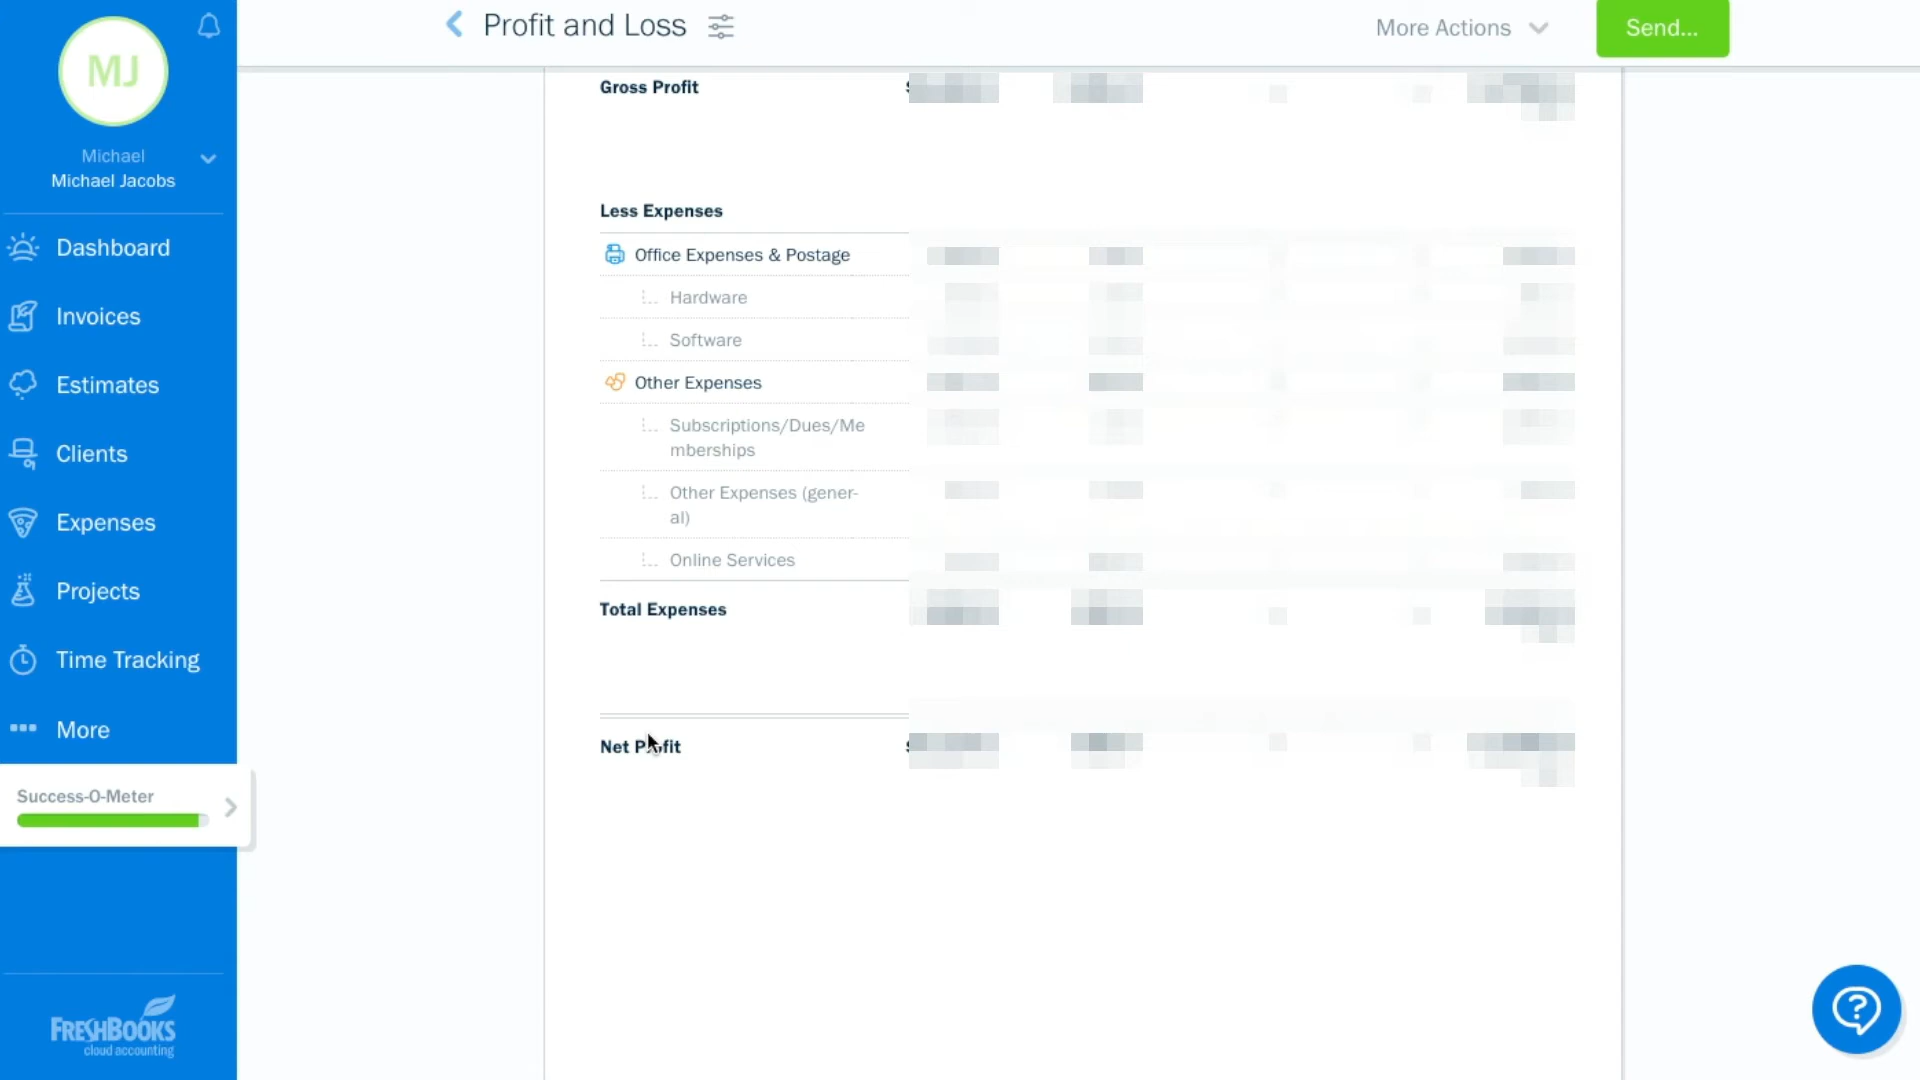 MJ
Michael
Michael Jacobs
Dashboard
Invoices
Estimates
Clients
Expenses
Projects
Time Tracking
More
Success-O-Meter
FRESHBOOKS
cloud accounting
Profit and Loss
More Actions
Send...
Gross Profit
Less Expenses
Office Expenses & Postage
Hardware
Software
Other Expenses
Subscriptions/Dues/Me
mberships
Other Expenses (gener-
al)
Online Services
Total Expenses
Net Profit